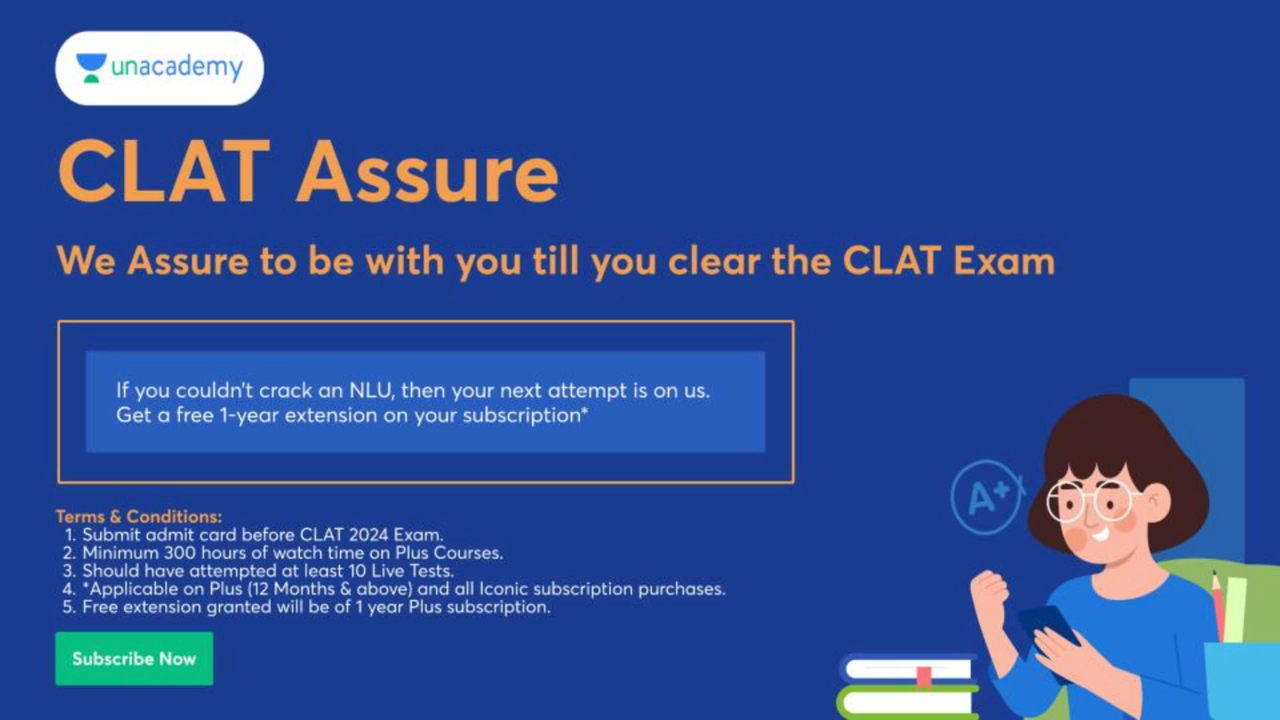 unacademy
CLAT Assure
We Assure to be with you till you clear the CLAT Exam
If you couldn't crack an NLU, then your next attempt is on us.
Get a free 1-year extension on your subscription*
Terms & Conditions:
1. Submit admit card before CLAT 2024 Exam.
2. Minimum 300 hours of watch time on Plus Courses.
3. Should have attempted at least 10 Live Tests.
4. *Applicable on Plus (12 Months & above) and all Iconic subscription purchases.
5. Free extension granted will be of 1 year Plus subscription.
A+
Subscribe Now